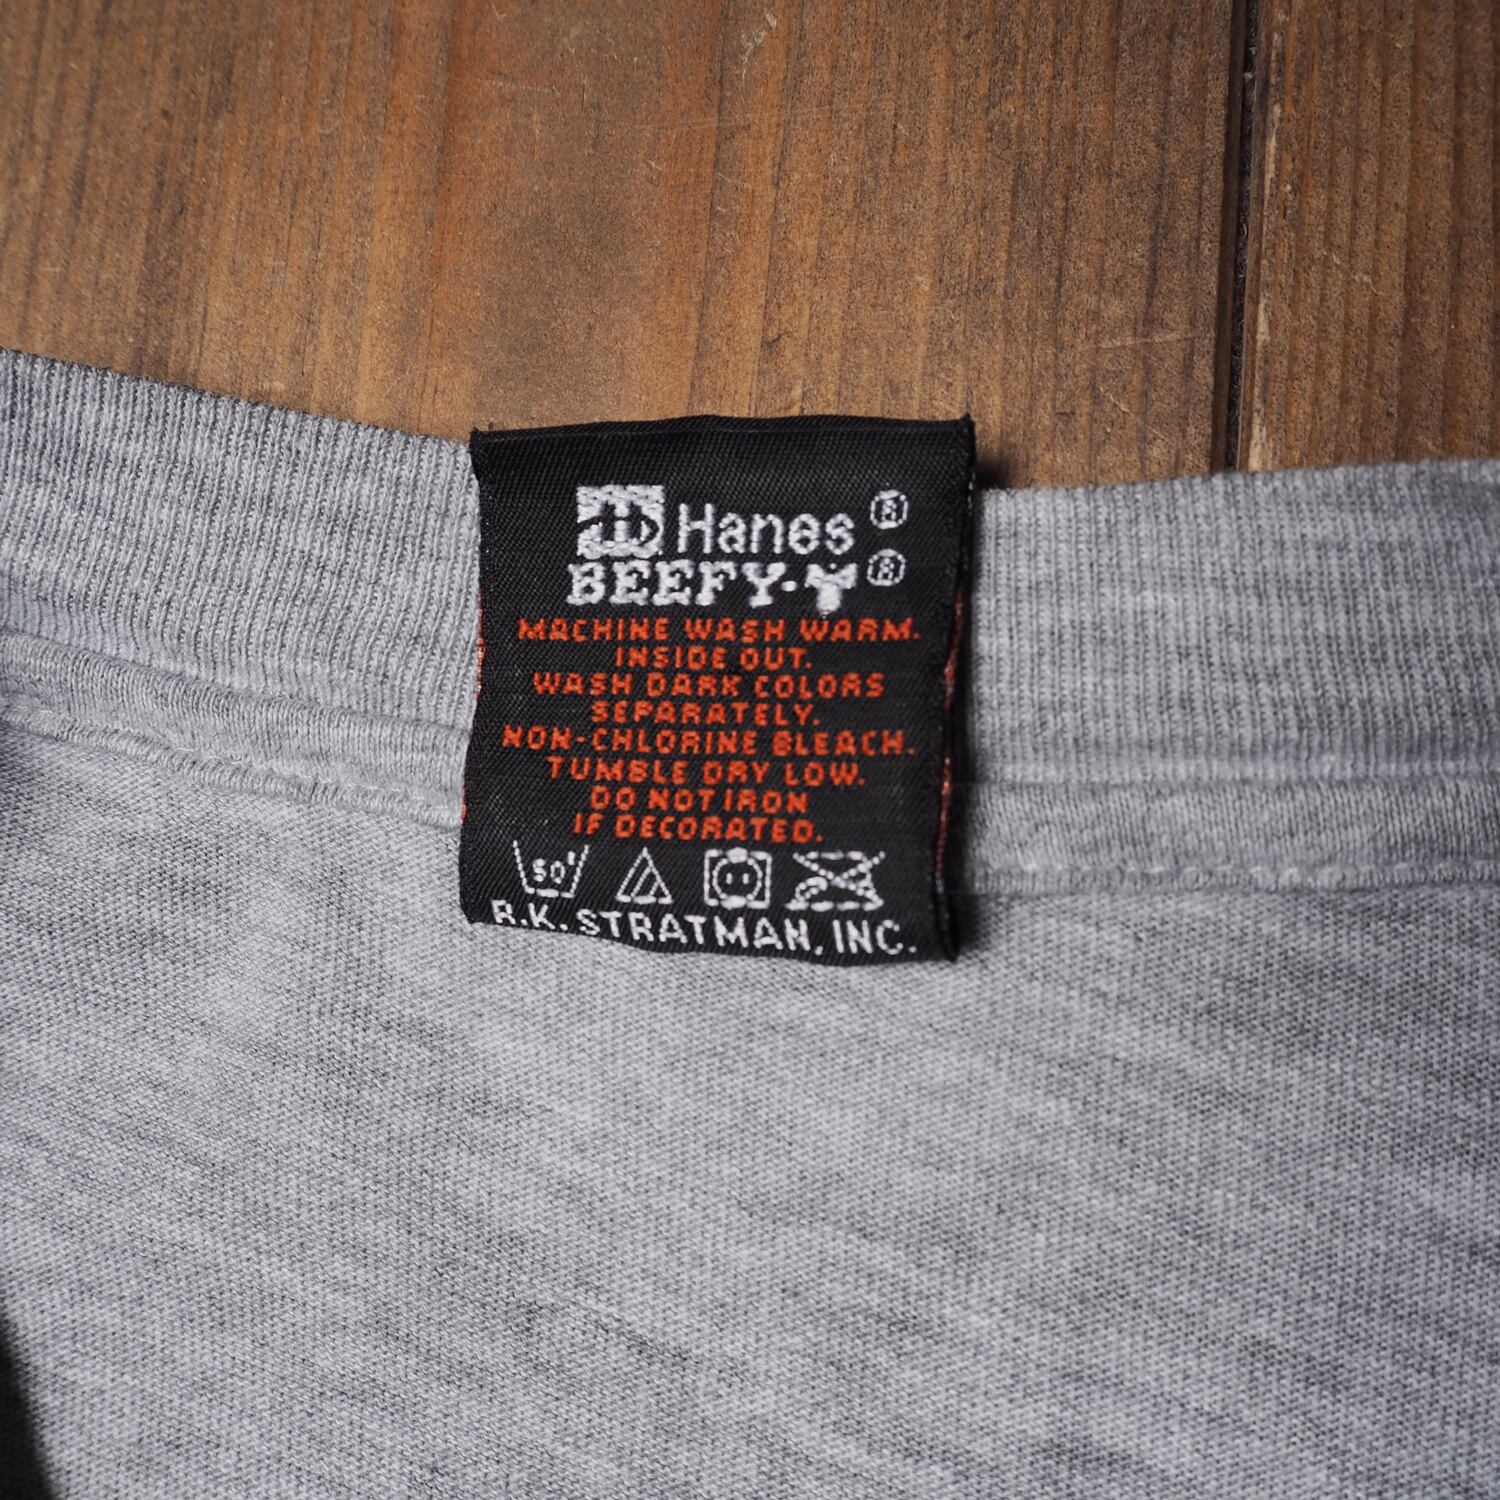 Hanes ®
BEEFY-T ®
MACHINE WASH WARM.
INSIDE OUT.
WASH DARK COLORS
SEPARATELY.
NON-CHLORINE BLEACH.
TUMBLE DRY LOW.
DO NOT IRON
IF DECORATED.
50°
R.K. STRATMAN, INC.